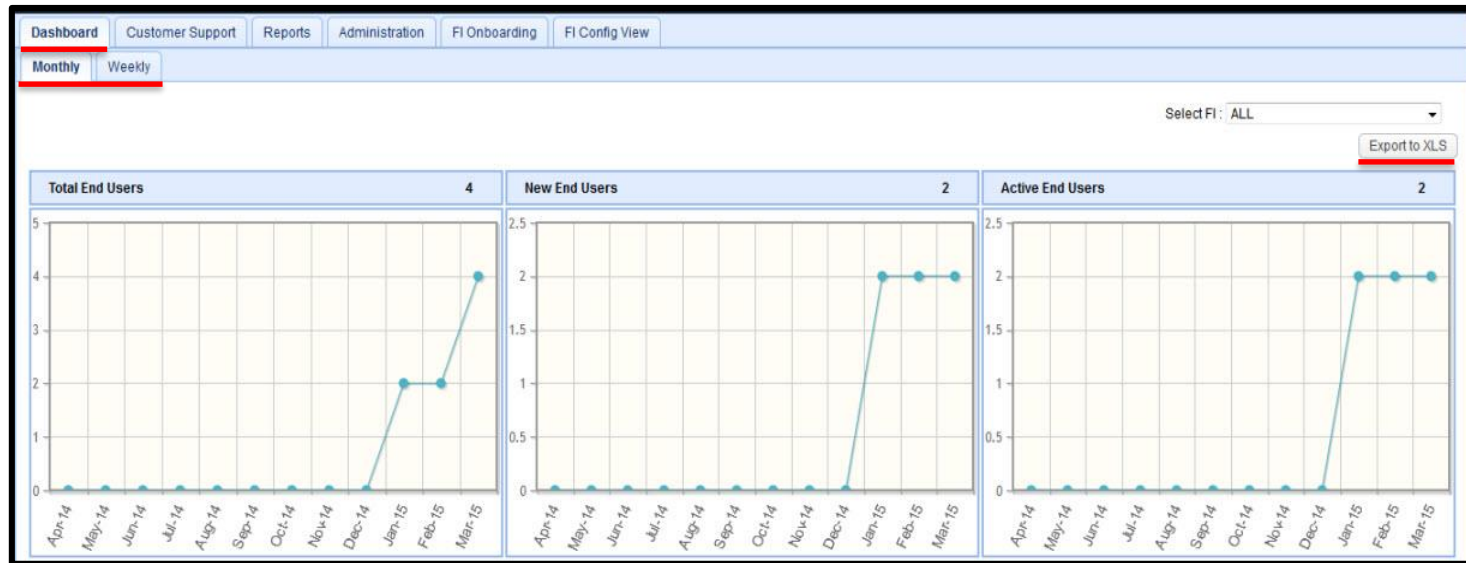 Dashboard Customer Support Reports Administration FI Onboarding FI Config View
Monthly Weekly
Select FI : ALL
Export to XLS
Total End Users 4
New End Users 2
Active End Users 2
5
4
3
2
1
0
Apr-14 May-14 Jun-14 Jul-14 Aug-14 Sep-14 Oct-14 Nov-14 Dec-14 Jan-15 Feb-15 Mar-15
2.5
2
1.5
1
0.5
0
Apr-14 May-14 Jun-14 Jul-14 Aug-14 Sep-14 Oct-14 Nov-14 Dec-14 Jan-15 Feb-15 Mar-15
2.5
2
1.5
1
0.5
0
Apr-14 May-14 Jun-14 Jul-14 Aug-14 Sep-14 Oct-14 Nov-14 Dec-14 Jan-15 Feb-15 Mar-15